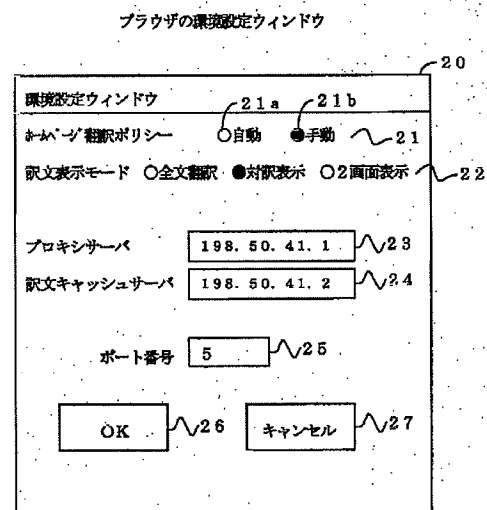 ブラウザの環境設定ウィンドウ
20
環境設定ウィンドウ
21a 21b
ホームページ翻訳ポリシー ○自動 ●手動 21
訳文表示モード ○全文翻訳 ●対訳表示 ○2画面表示 22
プロキシサーバ 198.50.41.1 23
訳文キャッシュサーバ 198.50.41.2 24
ポート番号 5 25
OK 26 キャンセル 27